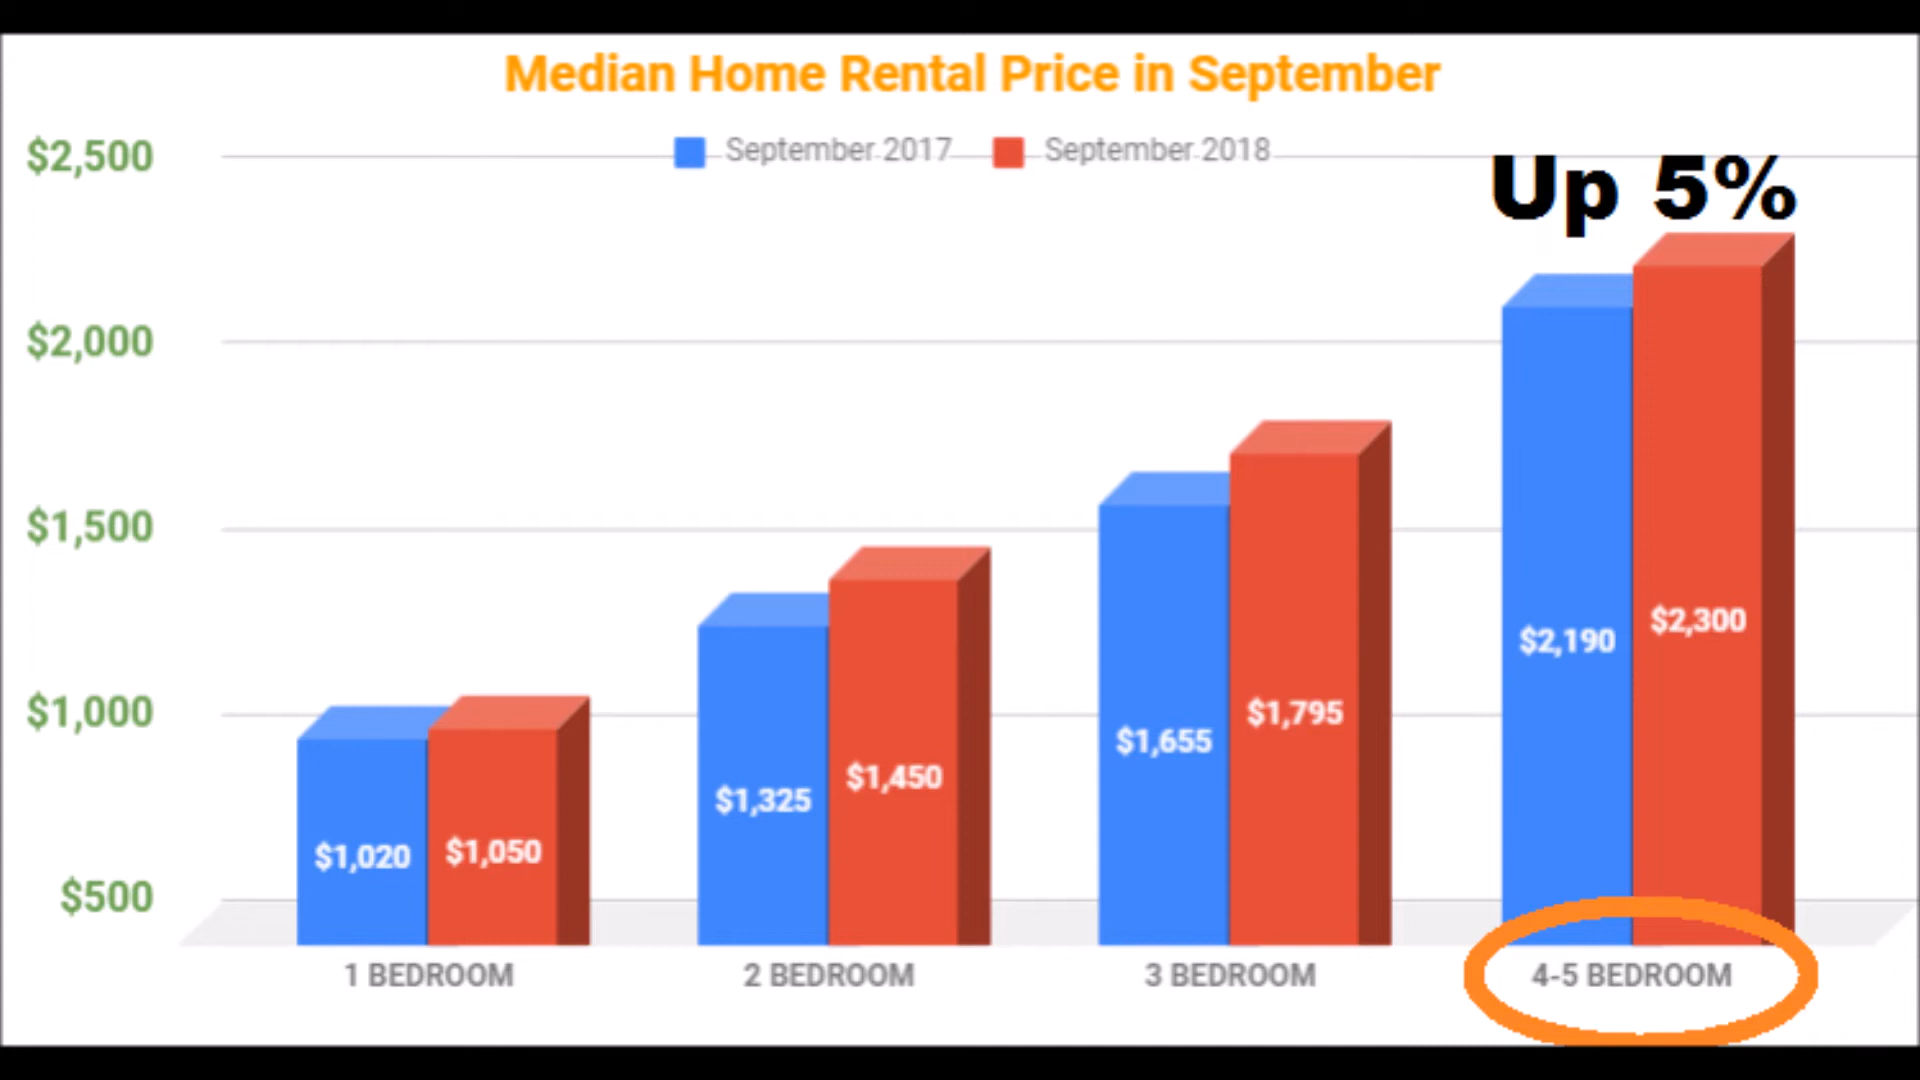 Median Home Rental Price in September
September 2017 September 2018
Up 5%
$2,500
$2,000
$1,500
$1,000
$500
$1,020 $1,050
$1,325 $1,450
$1,655 $1,795
$2,190 $2,300
1 BEDROOM 2 BEDROOM 3 BEDROOM 4-5 BEDROOM